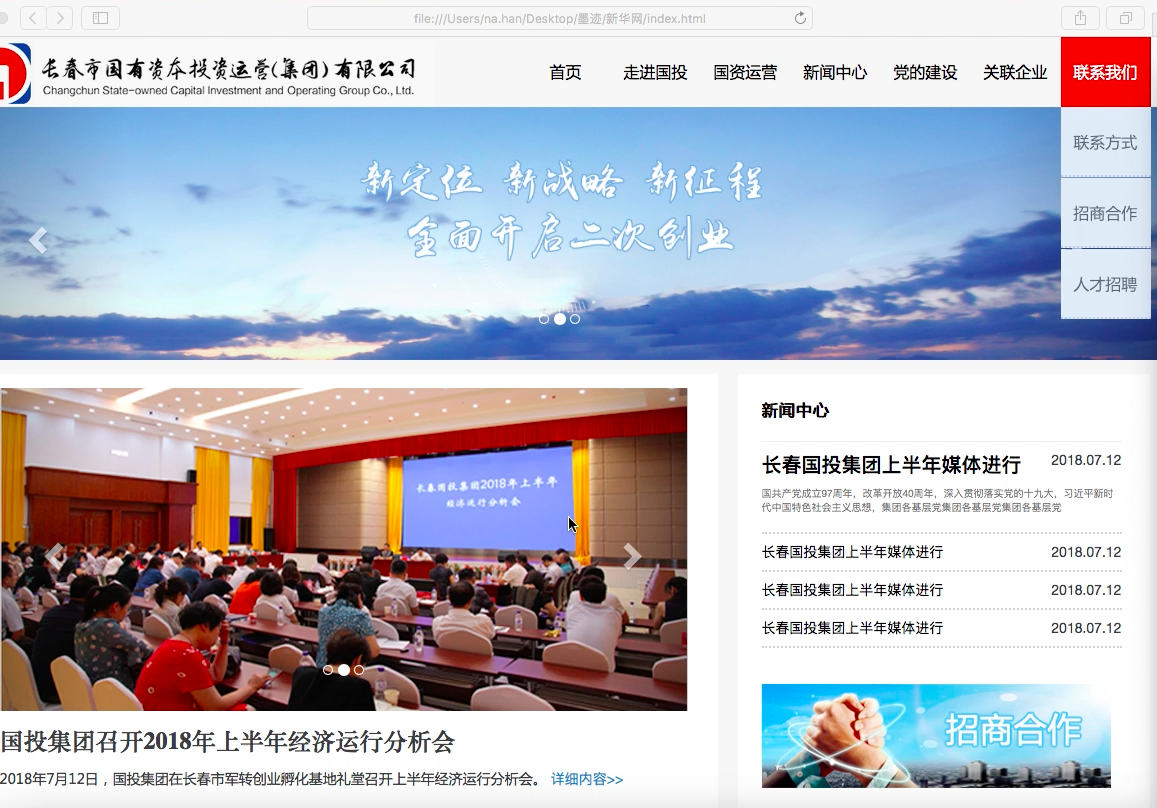 file:///Users/na.han/Desktop/墨迹/新华网/index.html
长春市国有资本投资运营(集团)有限公司
Changchun State-owned Capital Investment and Operating Group Co., Ltd.
首页 走进国投 国资运营 新闻中心 党的建设 关联企业 联系我们
联系方式
招商合作
人才招聘
新定位 新战略 新征程
全面开启二次创业
长春国投集团2018年上半年
经济运行分析会
国投集团召开2018年上半年经济运行分析会
2018年7月12日，国投集团在长春市军转创业孵化基地礼堂召开上半年经济运行分析会。 详细内容>>
新闻中心
长春国投集团上半年媒体进行 2018.07.12
国共产党成立97周年，改革开放40周年，深入贯彻落实党的十九大，习近平新时
代中国特色社会主义思想，集团各基层党集团各基层党集团各基层党
长春国投集团上半年媒体进行 2018.07.12
长春国投集团上半年媒体进行 2018.07.12
长春国投集团上半年媒体进行 2018.07.12
招商合作